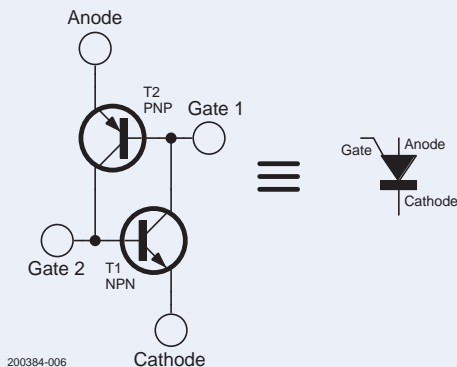 Anode
T2
PNP
Gate 1
Gate
Anode
Cathode
Gate 2
T1
NPN
Cathode
200384-006